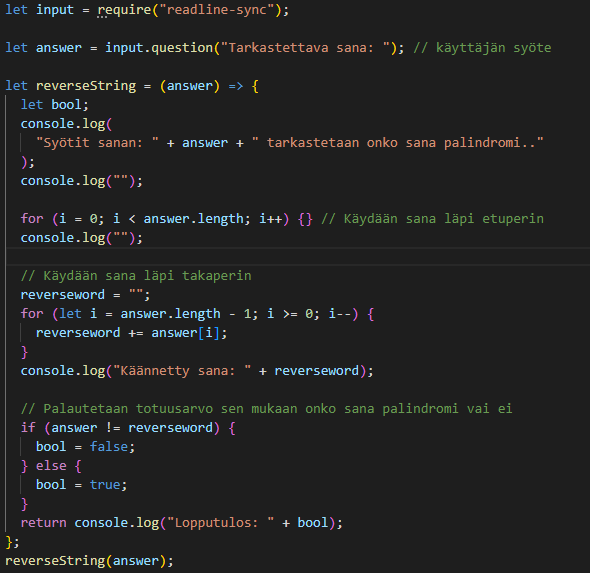 let input = require("readline-sync");
let answer = input.question("Tarkastettava sana: "); // käyttäjän syöte
let reverseString = (answer) => {
let bool;
console.log(
"Syötit sanan: " + answer + " tarkastetaan onko sana palindromi.."
);
console.log("");
for (i = 0; i < answer.length; i++) {} // Käydään sana läpi etuperin
console.log("");
// Käydään sana läpi takaperin
reverseword = "";
for (let i = answer.length - 1; i >= 0; i--) {
reverseword += answer[i];
}
console.log("Käännetty sana: " + reverseword);
// Palautetaan totuusarvo sen mukaan onko sana palindromi vai ei
if (answer != reverseword) {
bool = false;
} else {
bool = true;
}
return console.log("Lopputulos: " + bool);
};
reverseString(answer);